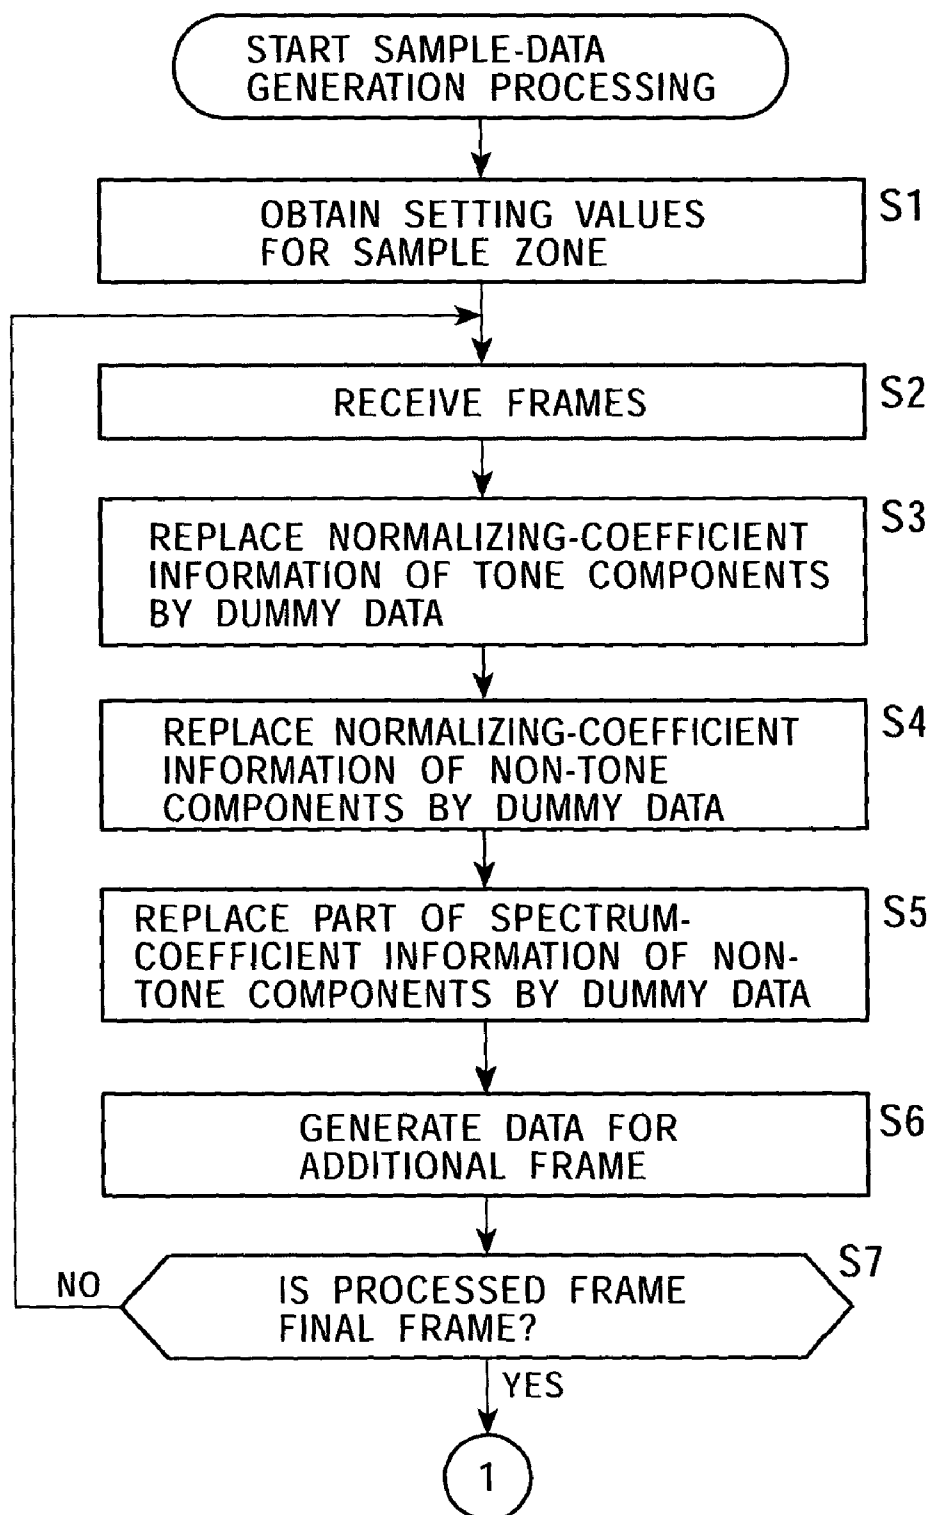 START SAMPLE-DATA
GENERATION PROCESSING
OBTAIN SETTING VALUES
FOR SAMPLE ZONE
S1
RECEIVE FRAMES
S2
REPLACE NORMALIZING-COEFFICIENT
INFORMATION OF TONE COMPONENTS
BY DUMMY DATA
S3
REPLACE NORMALIZING-COEFFICIENT
INFORMATION OF NON-TONE
COMPONENTS BY DUMMY DATA
S4
REPLACE PART OF SPECTRUM-
COEFFICIENT INFORMATION OF NON-
TONE COMPONENTS BY DUMMY DATA
S5
GENERATE DATA FOR
ADDITIONAL FRAME
S6
IS PROCESSED FRAME
FINAL FRAME?
S7
NO
YES
1